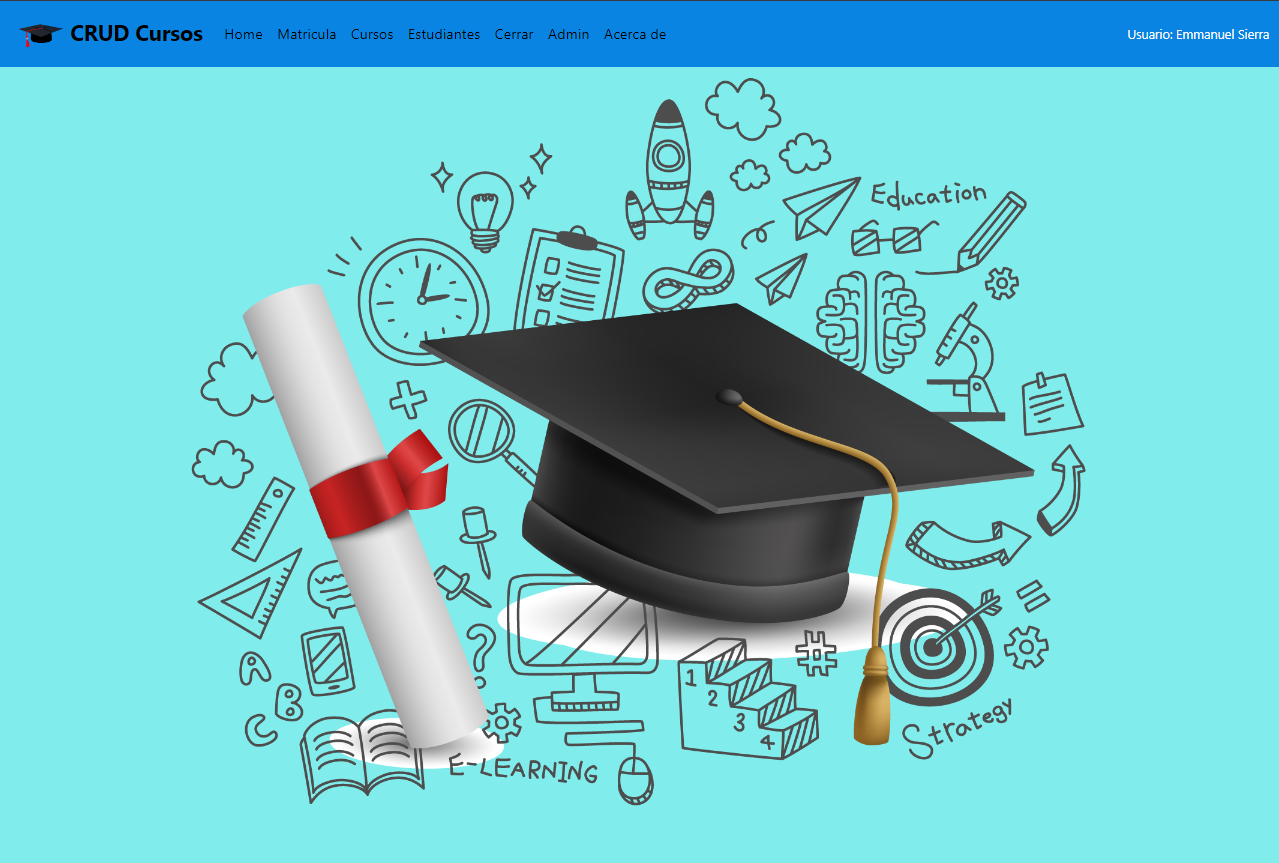 CRUD Cursos Home Matricula Cursos Estudiantes Cerrar Admin Acerca de Usuario: Emmanuel Sierra
Education
A
B
C
?
#
1
2
3
4
Strategy
E-LEARNING